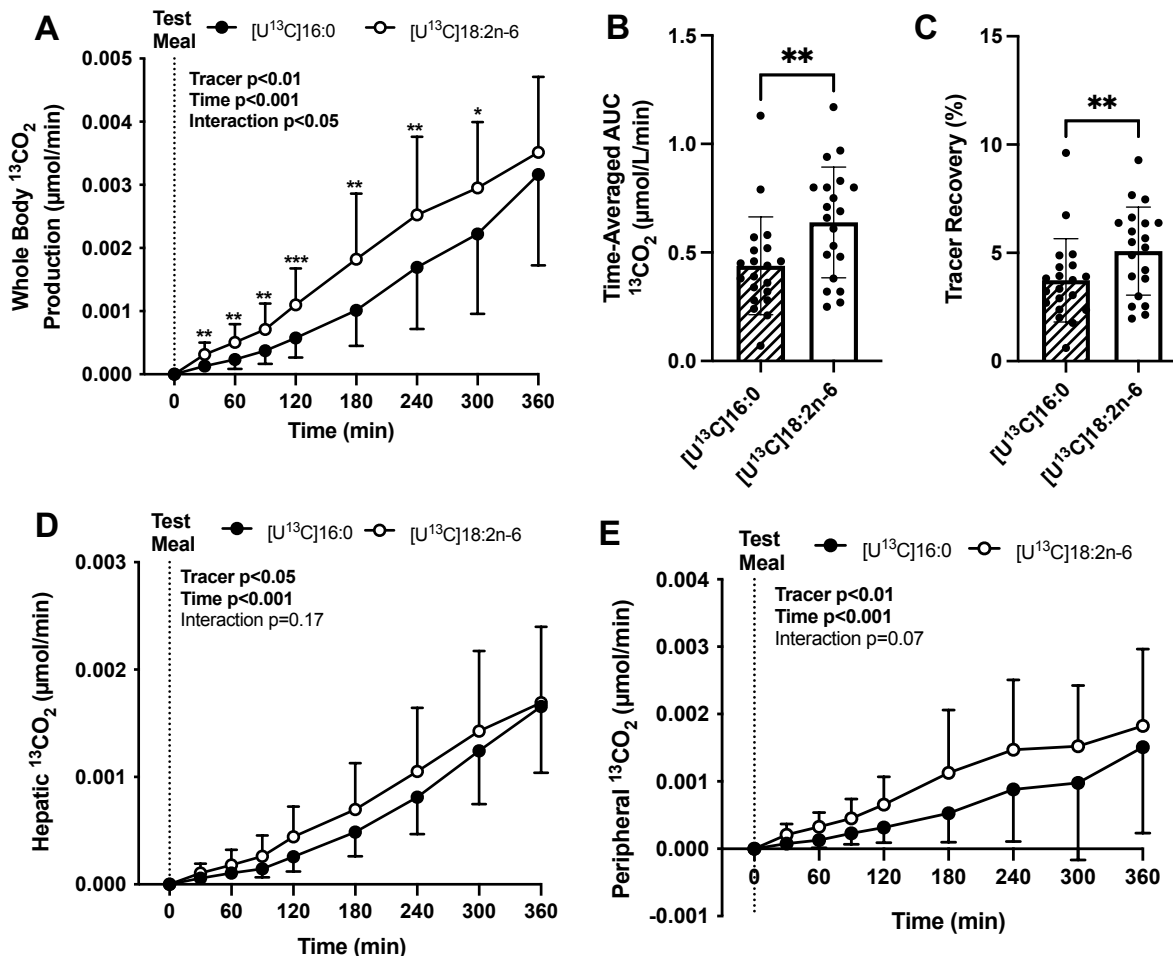 A
Test
Meal
[U¹³C]16:0
[U¹³C]18:2n-6
Tracer p<0.01
Time p<0.001
Interaction p<0.05
Whole Body ¹³CO₂
Production (µmol/min)
0.005
0.004
0.003
0.002
0.001
0.000
**
**
**
***
**
**
*
0
60
120
180
240
300
360
Time (min)
B
**
Time-Averaged AUC
¹³CO₂ (µmol/L/min)
1.5
1.0
0.5
0.0
[U¹³C]16:0
[U¹³C]18:2n-6
C
**
Tracer Recovery (%)
15
10
5
0
[U¹³C]16:0
[U¹³C]18:2n-6
D
Test
Meal
[U¹³C]16:0
[U¹³C]18:2n-6
Tracer p<0.05
Time p<0.001
Interaction p=0.17
Hepatic ¹³CO₂ (µmol/min)
0.003
0.002
0.001
0.000
0
60
120
180
240
300
360
Time (min)
E
Test
Meal
[U¹³C]16:0
[U¹³C]18:2n-6
Tracer p<0.01
Time p<0.001
Interaction p=0.07
Peripheral ¹³CO₂ (µmol/min)
0.004
0.003
0.002
0.001
0.000
-0.001
0
60
120
180
240
300
360
Time (min)